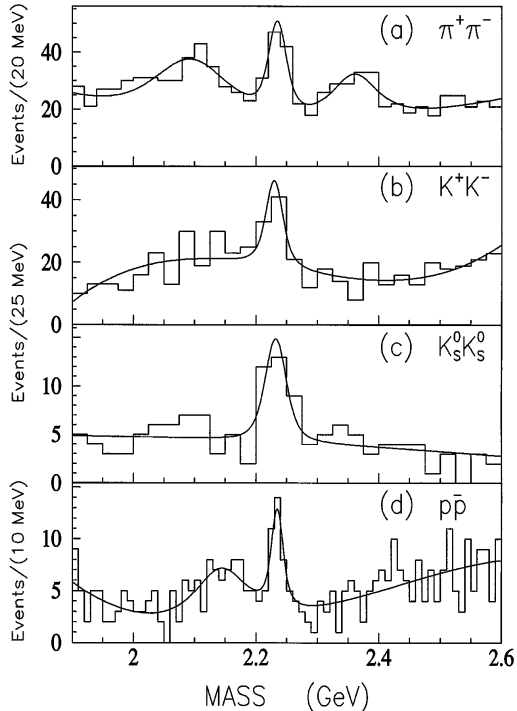 Events/(20 MeV)
40
20
0
(a) π⁺π⁻
Events/(25 MeV)
40
20
0
(b) K⁺K⁻
10
5
0
(c) K⁰ₛK⁰ₛ
Events/(10 MeV)
10
5
0
(d) pp̄
2 2.2 2.4 2.6
MASS (GeV)